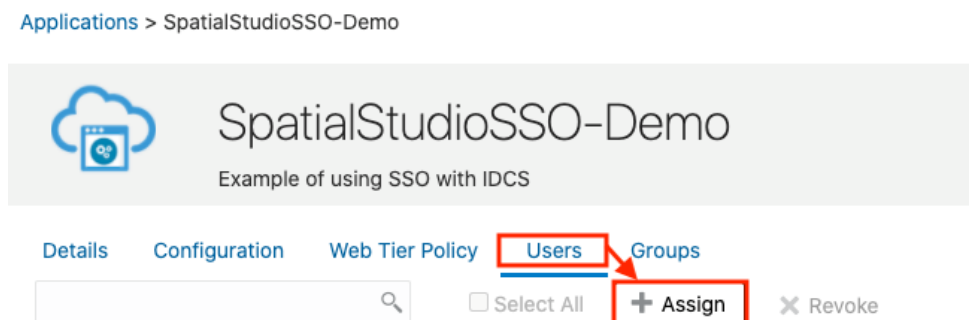 Applications > SpatialStudioSSO-Demo
SpatialStudioSSO-Demo
Example of using SSO with IDCS
Details Configuration Web Tier Policy Users Groups
Select All + Assign × Revoke